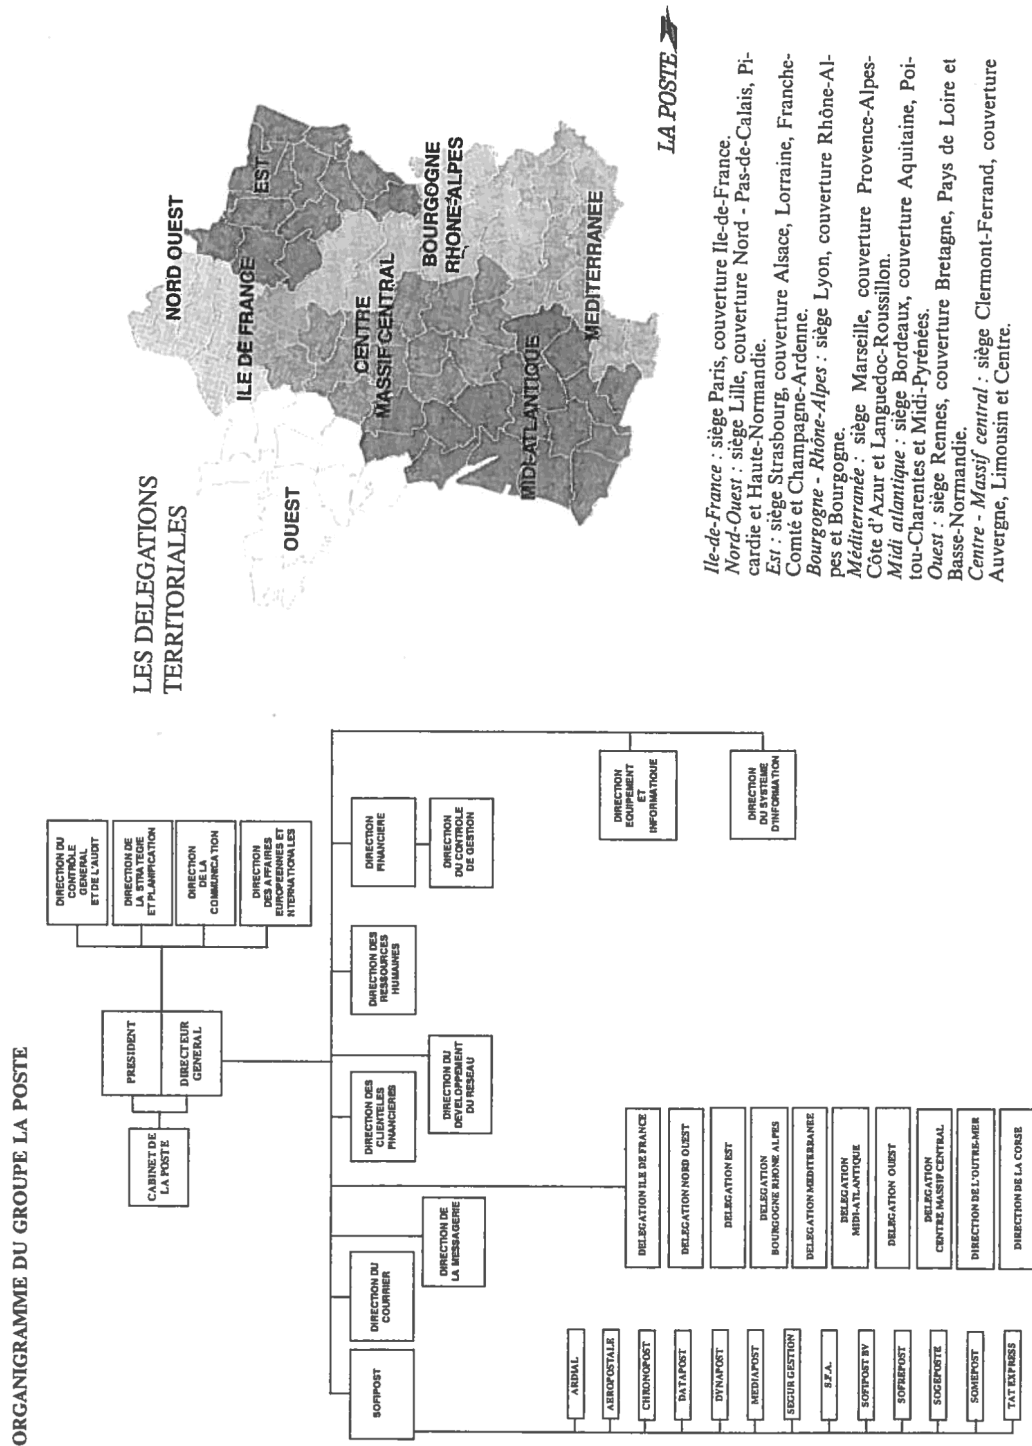 ORGANIGRAMME DU GROUPE LA POSTE
CABINET DE
LA POSTE
PRESIDENT
DIRECTEUR
GENERAL
DIRECTION DU
CONTRÔLE
GENERAL
ET DE L'AUDIT
DIRECTION DE
LA STRATEGIE
ET PLANIFICATION
DIRECTION
DE LA
COMMUNICATION
DIRECTION
DES AFFAIRES
EUROPEENNES ET
NTERNATIONALES
SOFIPOST
DIRECTION DU
COURRIER
DIRECTION DE
LA MESSAGERIE
DIRECTION DES
CLIENTELES
FINANCIERES
DIRECTION DU
DEVELOPPEMENT
DU RESEAU
DIRECTION DES
RESSOURCES
HUMAINES
DIRECTION
FINANCIERE
DIRECTION
DU CONTROLE
DE GESTION
DIRECTION
EQUIPEMENT
ET
INFORMATIQUE
DIRECTION
DU SYSTEME
D'INFORMATION
ARDIAL
AEROPOSTALE
CHRONOPOST
DATAPOST
DYNAPOST
MEDIAPOST
SEGUR GESTION
S.F.A.
SOFIPOST BV
SOFREPOST
SOGEPOSTE
SOMEPOST
TAT EXPRESS
DELEGATION ILE DE FRANCE
DELEGATION NORD OUEST
DELEGATION EST
DELEGATION
BOURGOGNE RHONE ALPES
DELEGATION MEDITERRANEE
DELEGATION
MIDI-ATLANTIQUE
DELEGATION OUEST
DELEGATION
CENTRE MASSIF CENTRAL
DIRECTION DE L'OUTRE-MER
DIRECTION DE LA CORSE
LES DELEGATIONS
TERRITORIALES
NORD OUEST
ILE DE FRANCE
EST
OUEST
CENTRE
MASSIF CENTRAL
BOURGOGNE
RHONE-ALPES
MIDI-ATLANTIQUE
MEDITERRANEE
LA POSTE
Ile-de-France : siège Paris, couverture Ile-de-France.
Nord-Ouest : siège Lille, couverture Nord - Pas-de-Calais, Pi-
cardie et Haute-Normandie.
Est : siège Strasbourg, couverture Alsace, Lorraine, Franche-
Comté et Champagne-Ardenne.
Bourgogne - Rhône-Alpes : siège Lyon, couverture Rhône-Al-
pes et Bourgogne.
Méditerranée : siège Marseille, couverture Provence-Alpes-
Côte d'Azur et Languedoc-Roussillon.
Midi atlantique : siège Bordeaux, couverture Aquitaine, Poi-
tou-Charentes et Midi-Pyrénées.
Ouest : siège Rennes, couverture Bretagne, Pays de Loire et
Basse-Normandie.
Centre - Massif central : siège Clermont-Ferrand, couverture
Auvergne, Limousin et Centre.